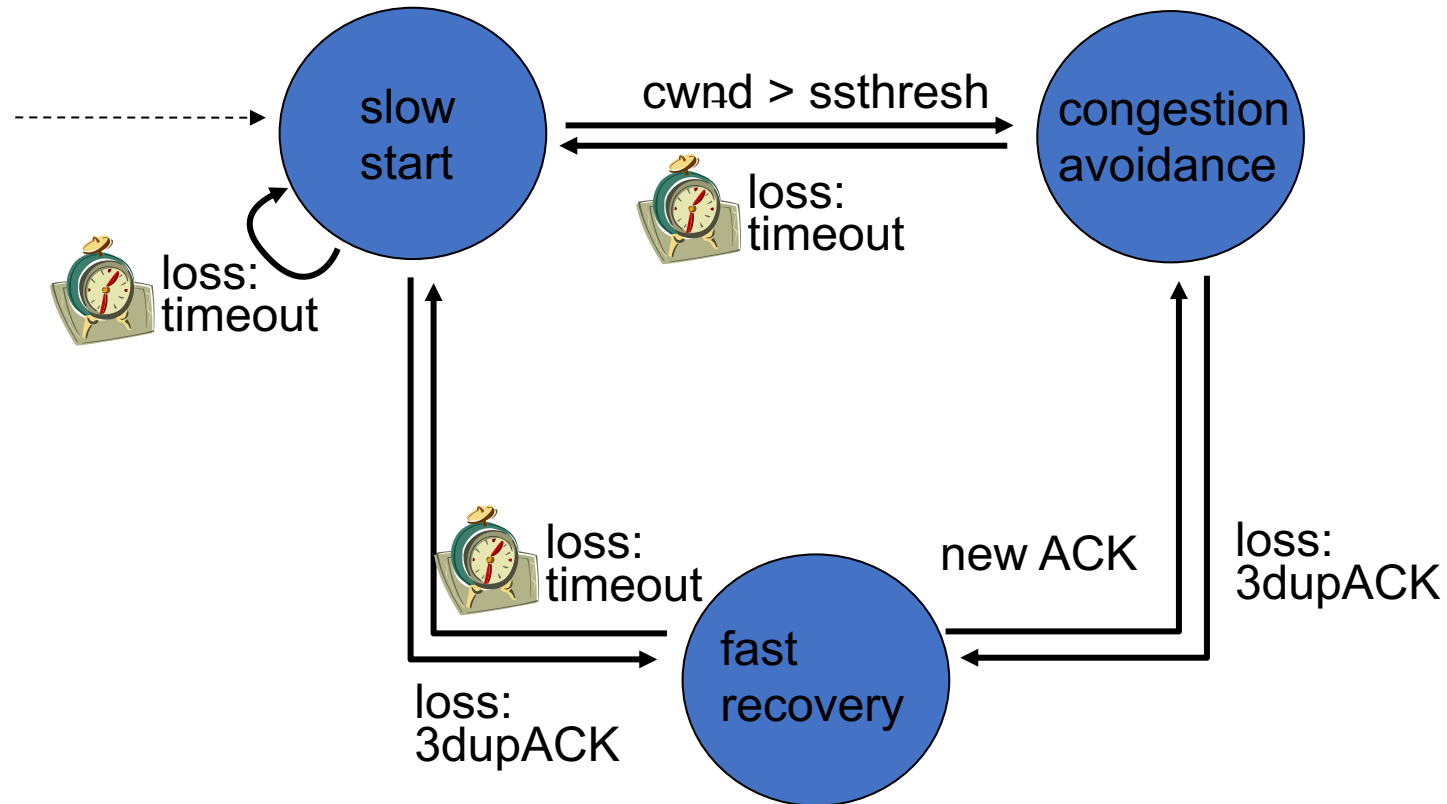 slow
start
cwnd > ssthresh
congestion
avoidance
loss:
timeout
loss:
timeout
loss:
timeout
new ACK
loss:
3dupACK
fast
recovery
loss:
3dupACK